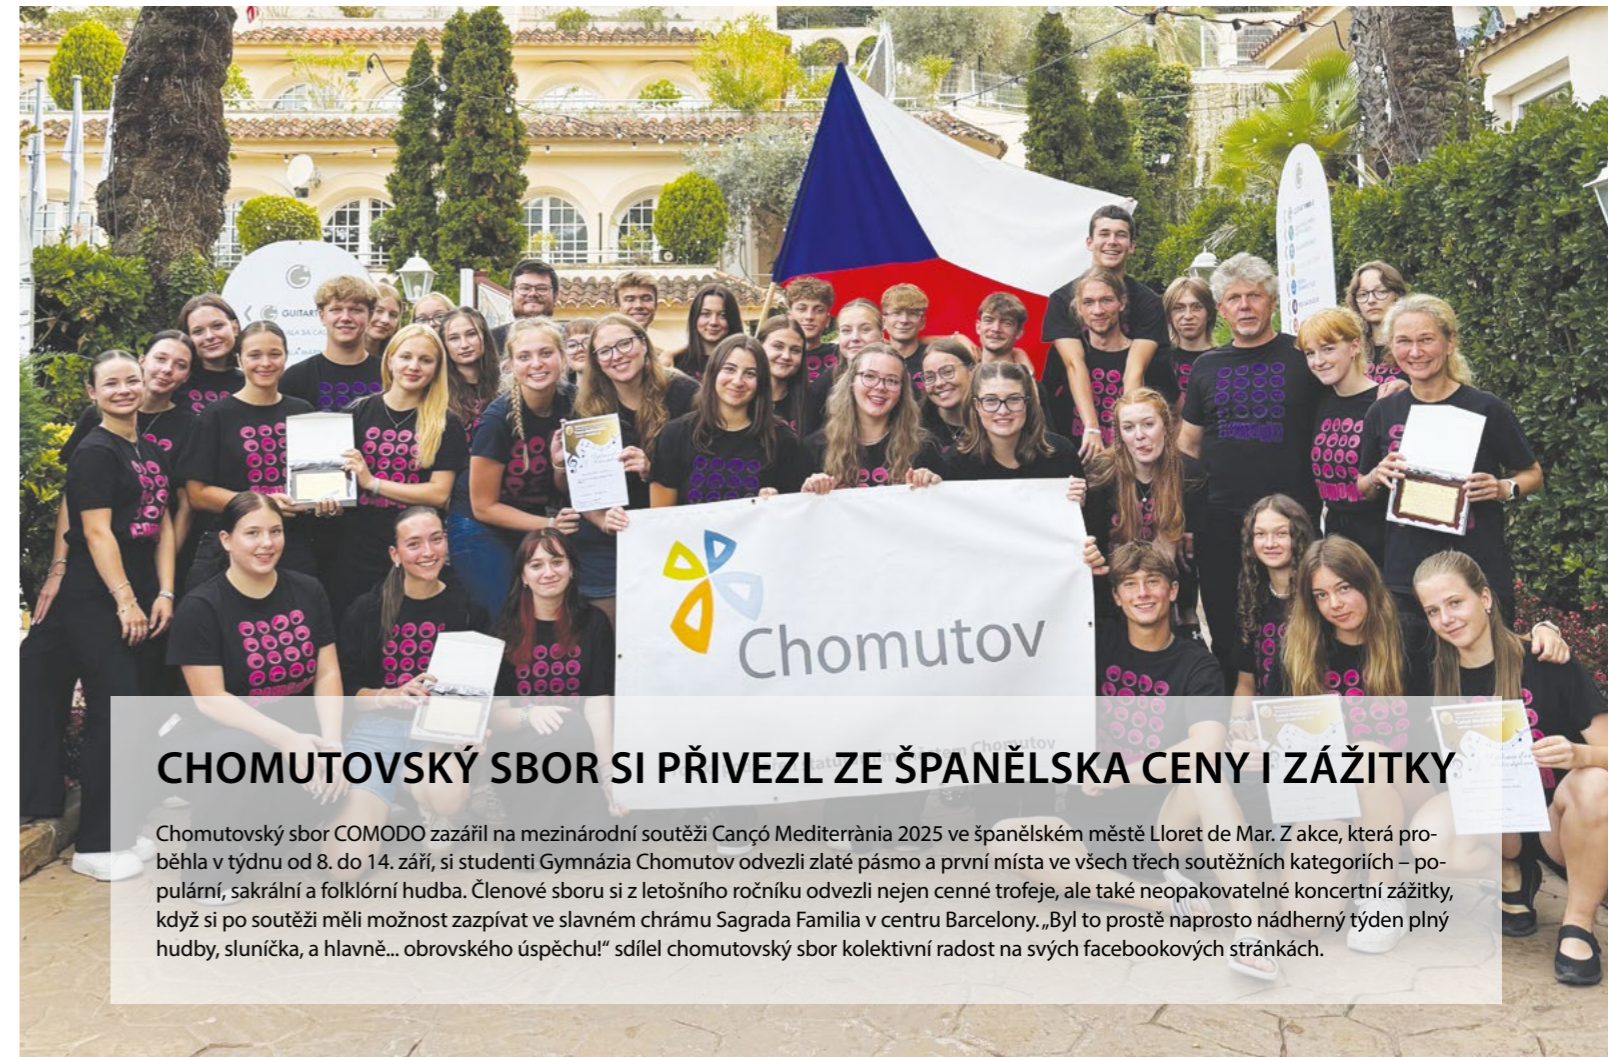 GUITART
Chomutov
CHOMUTOVSKÝ SBOR SI PŘIVEZL ZE ŠPANĚLSKA CENY I ZÁŽITKY
Chomutovský sbor COMODO zazářil na mezinárodní soutěži Cançó Mediterrània 2025 ve španělském městě Lloret de Mar. Z akce, která pro-
běhla v týdnu od 8. do 14. září, si studenti Gymnázia Chomutov odvezli zlaté pásmo a první místa ve všech třech soutěžních kategoriích – po-
pulární, sakrální a folklórní hudba. Členové sboru si z letošního ročníku odvezli nejen cenné trofeje, ale také neopakovatelné koncertní zážitky,
když si po soutěži měli možnost zazpívat ve slavném chrámu Sagrada Familia v centru Barcelony. „Byl to prostě naprosto nádherný týden plný
hudby, sluníčka, a hlavně... obrovského úspěchu!“ sdílel chomutovský sbor kolektivní radost na svých facebookových stránkách.